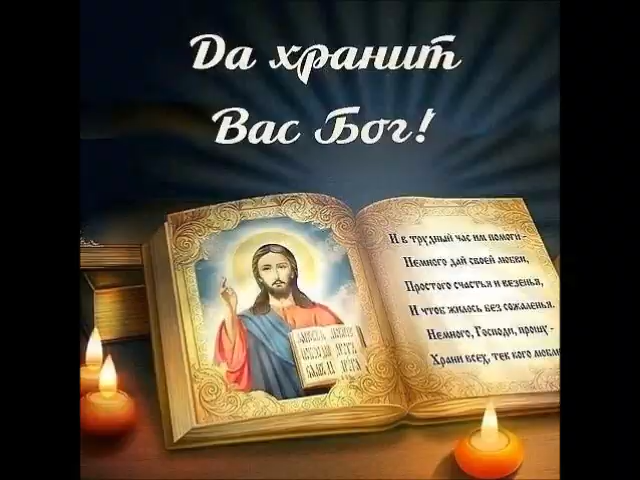 Да хранит
Вас Бог!
И в трудный час им помоги -
Немного дай своей любви,
Простого счастья и везенья,
И чтоб жилось без сожаленья.
Немного, Господи, прошу -
Храни всех, тех кого